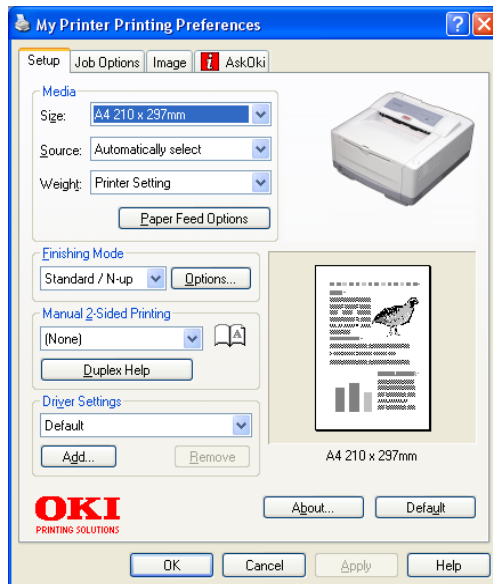 My Printer Printing Preferences
Setup Job Options Image i AskOki
Media
Size: A4 210 x 297mm
Source: Automatically select
Weight: Printer Setting
Paper Feed Options
Finishing Mode
Standard / N-up Options...
Manual 2-Sided Printing
(None) A
Duplex Help
Driver Settings
Default
Add... Remove
A4 210 x 297mm
OKI
PRINTING SOLUTIONS
About... Default
OK Cancel Apply Help